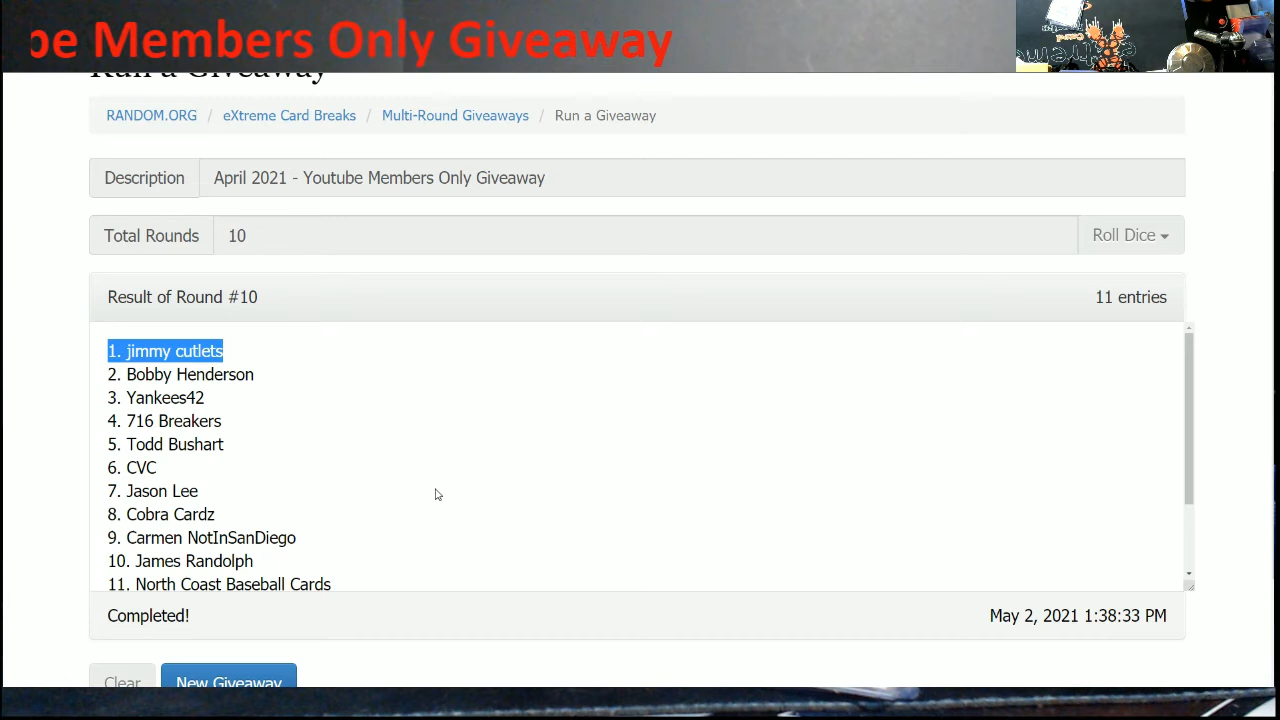 be Members Only Giveaway
Run a Giveaway
RANDOM.ORG / eXtreme Card Breaks / Multi-Round Giveaways / Run a Giveaway
Description April 2021 - Youtube Members Only Giveaway
Total Rounds 10 Roll Dice
Result of Round #10 11 entries
1. jimmy cutlets
2. Bobby Henderson
3. Yankees42
4. 716 Breakers
5. Todd Bushart
6. CVC
7. Jason Lee
8. Cobra Cardz
9. Carmen NotInSanDiego
10. James Randolph
11. North Coast Baseball Cards
Completed! May 2, 2021 1:38:33 PM
Clear New Giveaway